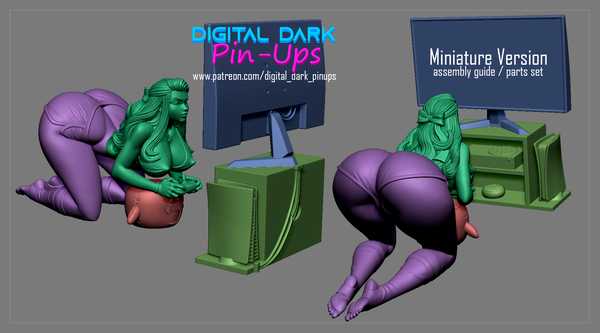 DIGITAL DARK
Pin-Ups
www.patreon.com/digital_dark_pinups
Miniature Version
assembly guide / parts set